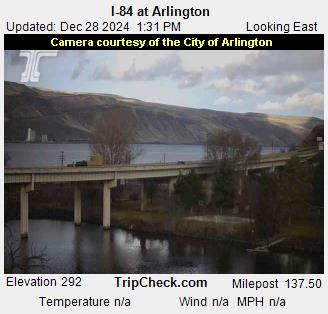 I-84 at Arlington
Updated: Dec 28 2024 1:31 PM Looking East
Camera courtesy of the City of Arlington
Elevation 292 TripCheck.com Milepost 137.50
Temperature n/a Wind n/a MPH n/a